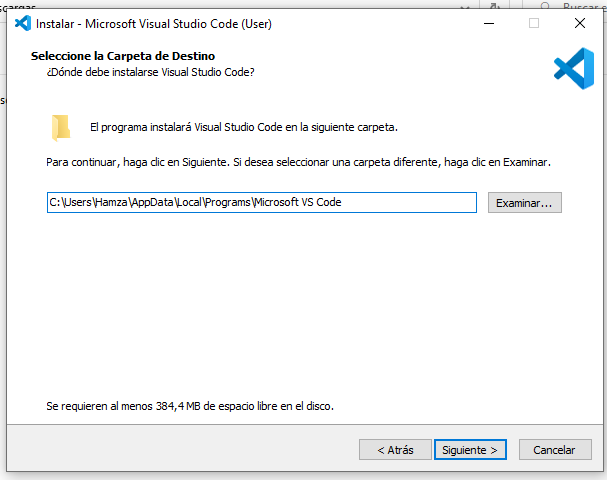 Instalar - Microsoft Visual Studio Code (User)
Seleccione la Carpeta de Destino
¿Dónde debe instalarse Visual Studio Code?
El programa instalará Visual Studio Code en la siguiente carpeta.
Para continuar, haga clic en Siguiente. Si desea seleccionar una carpeta diferente, haga clic en Examinar.
C:\Users\Hamza\AppData\Local\Programs\Microsoft VS Code
Examinar...
Se requieren al menos 384,4 MB de espacio libre en el disco.
< Atrás
Siguiente >
Cancelar